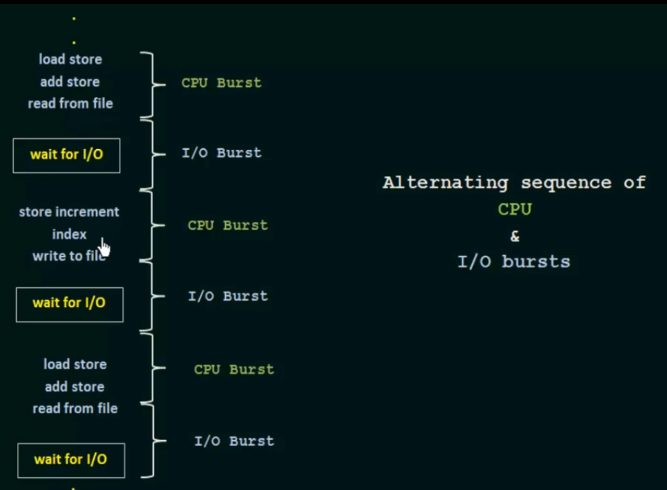 load store
add store
read from file
CPU Burst
wait for I/O
I/O Burst
store increment
index
write to file
CPU Burst
wait for I/O
I/O Burst
load store
add store
read from file
CPU Burst
wait for I/O
I/O Burst
Alternating sequence of
CPU
&
I/O bursts